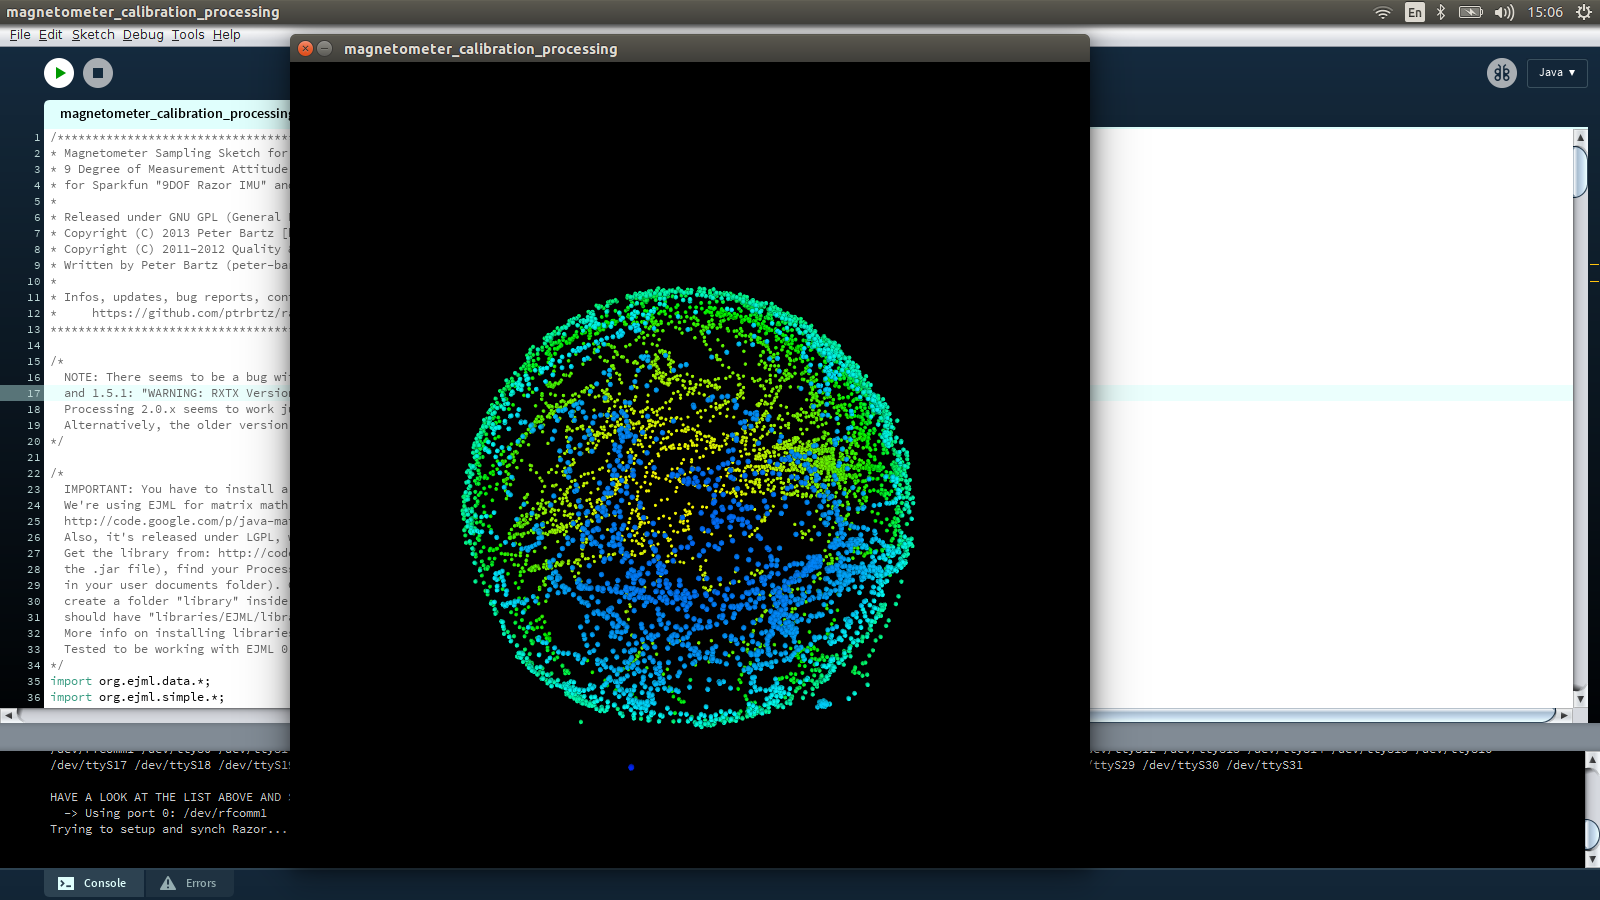 magnetometer_calibration_processing
En
15:06
File Edit Sketch Debug Tools Help
magnetometer_calibration_processing
Java ▾
magnetometer_calibration_processing
1 /*********************************
2 * Magnetometer Sampling Sketch for
3 * 9 Degree of Measurement Attitude
4 * for Sparkfun "9DOF Razor IMU" and
5 *
6 * Released under GNU GPL (General
7 * Copyright (C) 2013 Peter Bartz [
8 * Copyright (C) 2011-2012 Quality
9 * Written by Peter Bartz (peter-ba
10 *
11 * Infos, updates, bug reports, con
12 *     https://github.com/ptrbrtz/r
13 **********************************
14
15 /*
16   NOTE: There seems to be a bug wi
17   and 1.5.1: "WARNING: RXTX Version
18   Processing 2.0.x seems to work j
19   Alternatively, the older version
20 */
21
22 /*
23   IMPORTANT: You have to install a
24   We're using EJML for matrix math
25   http://code.google.com/p/java-ma
26   Also, it's released under LGPL,
27   Get the library from: http://cod
28   the .jar file), find your Proces
29   in your user documents folder).
30   create a folder "library" inside
31   should have "libraries/EJML/libr
32   More info on installing libraries
33   Tested to be working with EJML 0
34 */
35 import org.ejml.data.*;
36 import org.ejml.simple.*;
/dev/ttyS17 /dev/ttyS18 /dev/ttyS1 ttyS29 /dev/ttyS30 /dev/ttyS31
HAVE A LOOK AT THE LIST ABOVE AND
-> Using port 0: /dev/rfcomm1
Trying to setup and synch Razor...
Console
Errors